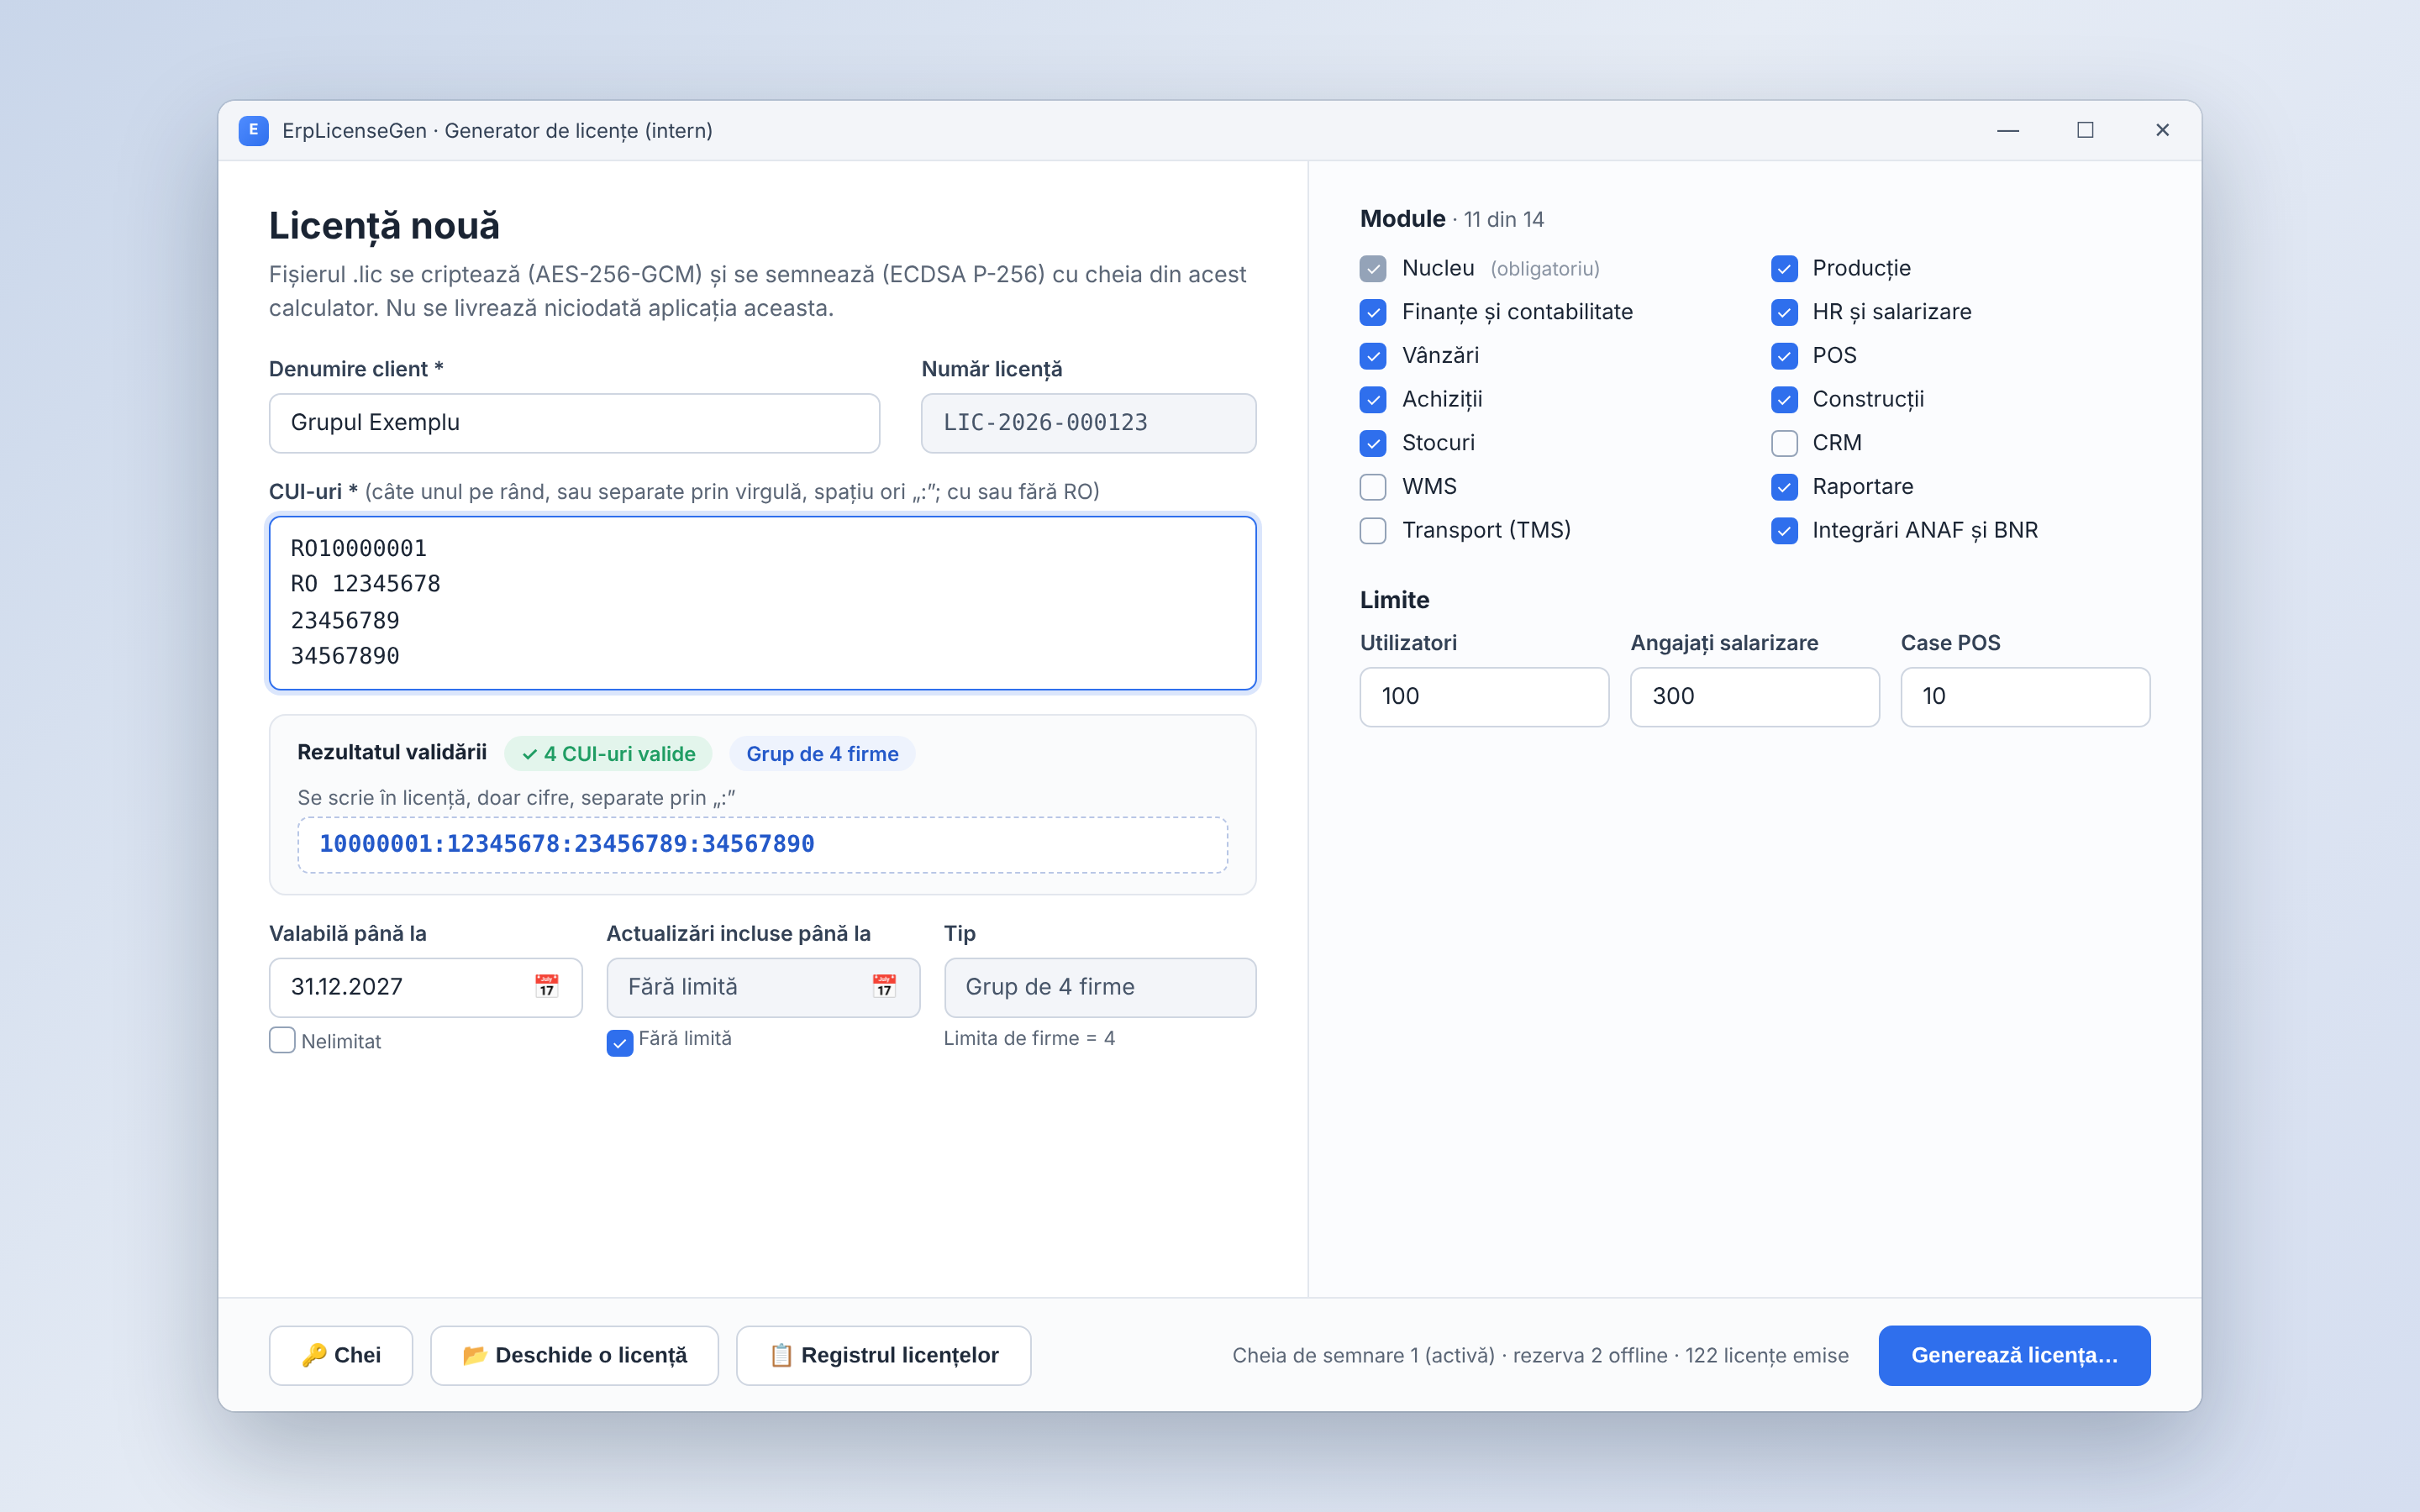 E ErpLicenseGen · Generator de licențe (intern)
Licență nouă
Fișierul .lic se criptează (AES-256-GCM) și se semnează (ECDSA P-256) cu cheia din acest
calculator. Nu se livrează niciodată aplicația aceasta.
Denumire client *
Număr licență
Grupul Exemplu
LIC-2026-000123
CUI-uri * (câte unul pe rând, sau separate prin virgulă, spațiu ori „:”; cu sau fără RO)
RO10000001
RO 12345678
23456789
34567890
Rezultatul validării
✓ 4 CUI-uri valide
Grup de 4 firme
Se scrie în licență, doar cifre, separate prin „:”
10000001:12345678:23456789:34567890
Valabilă până la
Actualizări incluse până la
Tip
31.12.2027
Fără limită
Grup de 4 firme
Nelimitat
Fără limită
Limita de firme = 4
Module · 11 din 14
Nucleu (obligatoriu)
Finanțe și contabilitate
Vânzări
Achiziții
Stocuri
WMS
Transport (TMS)
Producție
HR și salarizare
POS
Construcții
CRM
Raportare
Integrări ANAF și BNR
Limite
Utilizatori
Angajați salarizare
Case POS
100
300
10
🔑 Chei
📂 Deschide o licență
📋 Registrul licențelor
Cheia de semnare 1 (activă) · rezerva 2 offline · 122 licențe emise
Generează licența…